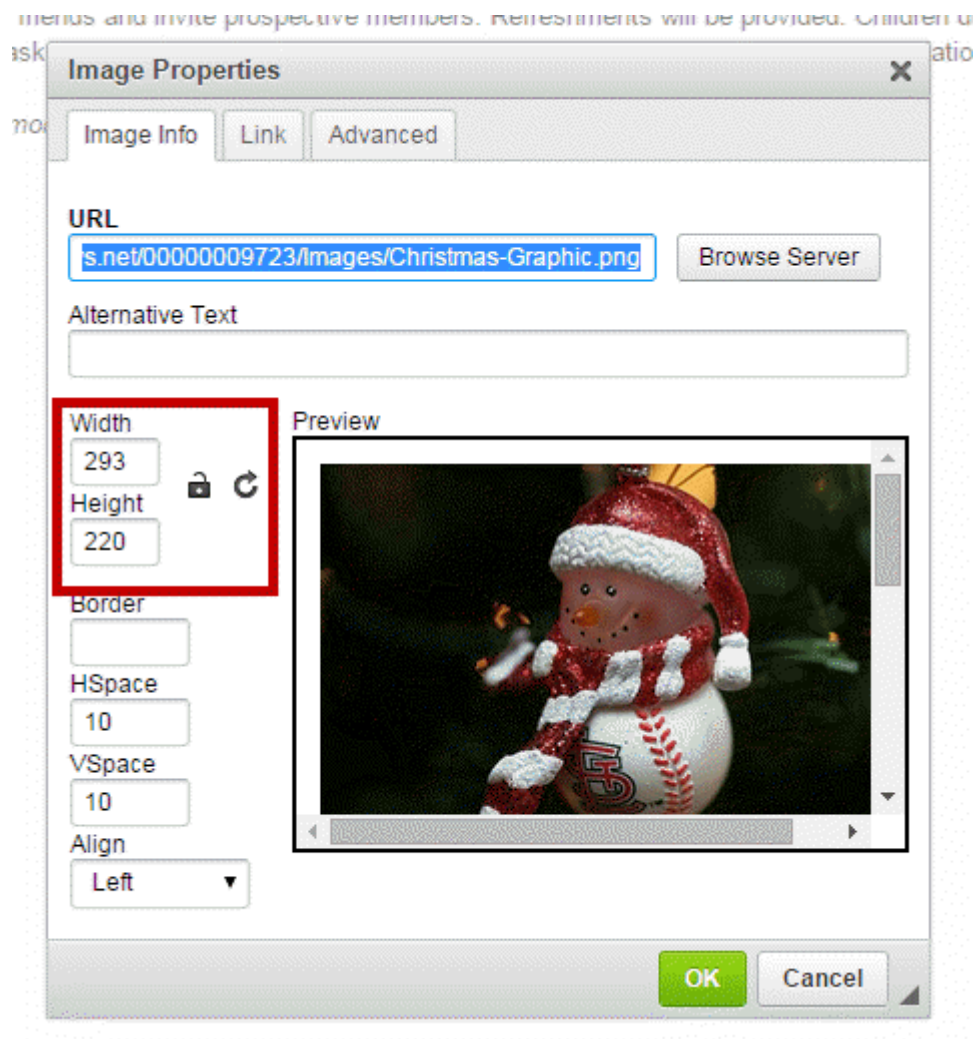 friends and invite prospective members. Refreshments will be provided. Children
ask
Image Properties
Image Info Link Advanced
URL
s.net/00000009723/Images/Christmas-Graphic.png Browse Server
Alternative Text
Width Preview
293
Height
220
Border
HSpace
10
VSpace
10
Align
Left
OK Cancel